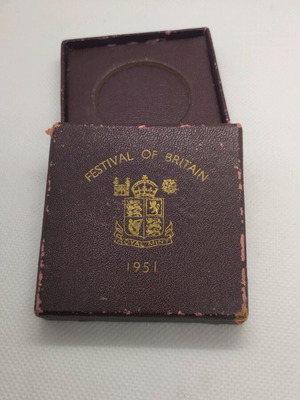 FESTIVAL OF BRITAIN
ROYAL MINT
1951